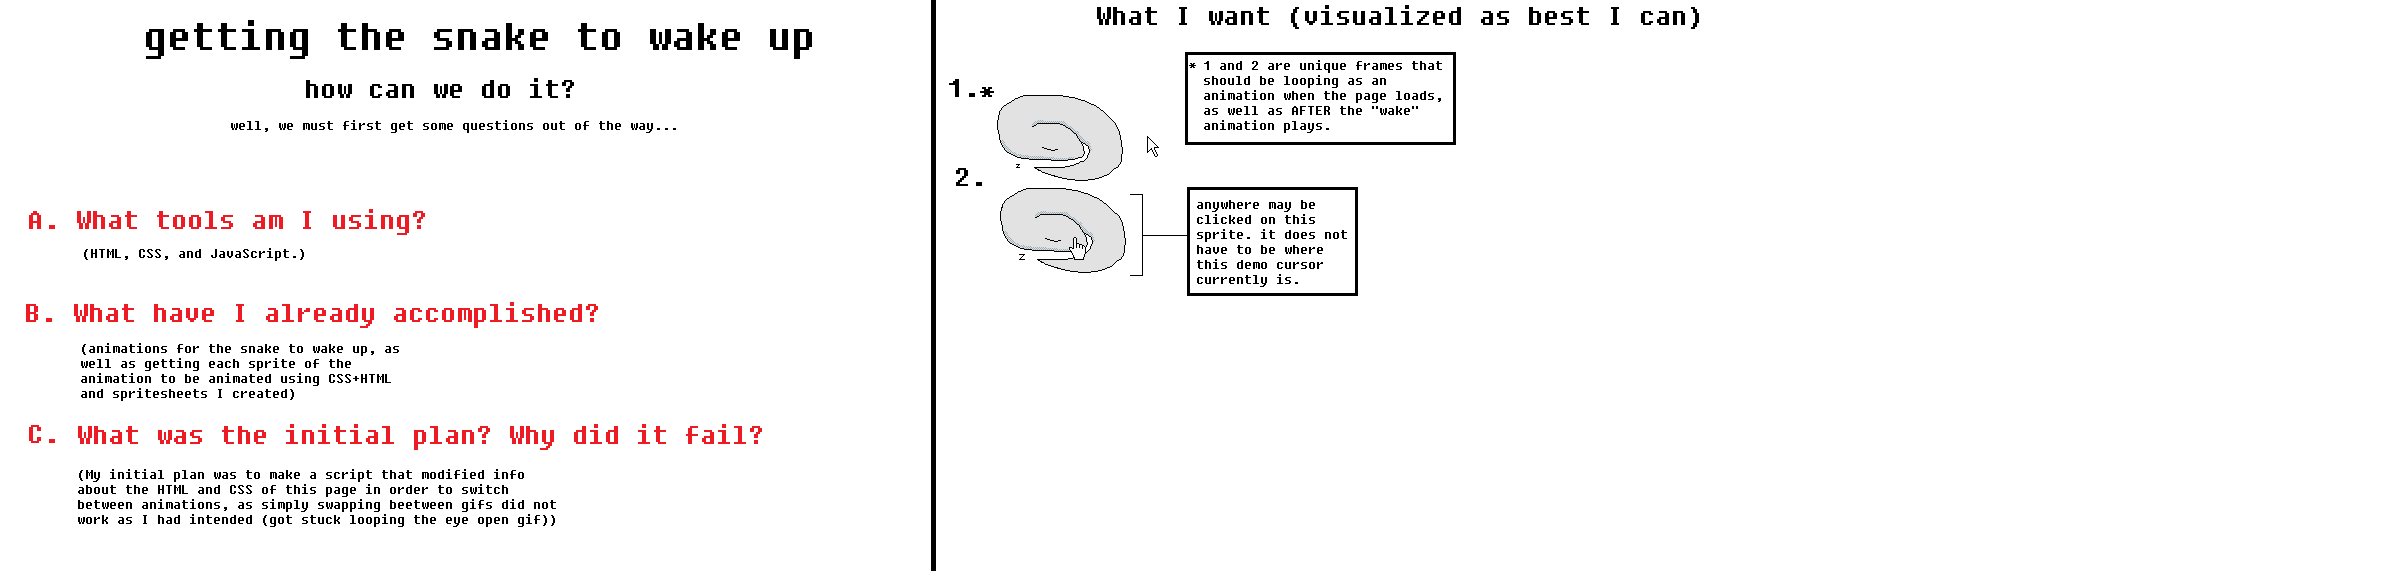 getting the snake to wake up
how can we do it?
well, we must first get some questions out of the way...
A. What tools am I using?
(HTML, CSS, and JavaScript.)
B. What have I already accomplished?
(animations for the snake to wake up, as
well as getting each sprite of the
animation to be animated using CSS+HTML
and spritesheets I created)
C. What was the initial plan? Why did it fail?
(My initial plan was to make a script that modified info
about the HTML and CSS of this page in order to switch
between animations, as simply swapping beetween gifs did not
work as I had intended (got stuck looping the eye open gif))
What I want (visualized as best I can)
1.*
* 1 and 2 are unique frames that
should be looping as an
animation when the page loads,
as well as AFTER the "wake"
animation plays.
z
2.
z
anywhere may be
clicked on this
sprite. it does not
have to be where
this demo cursor
currently is.